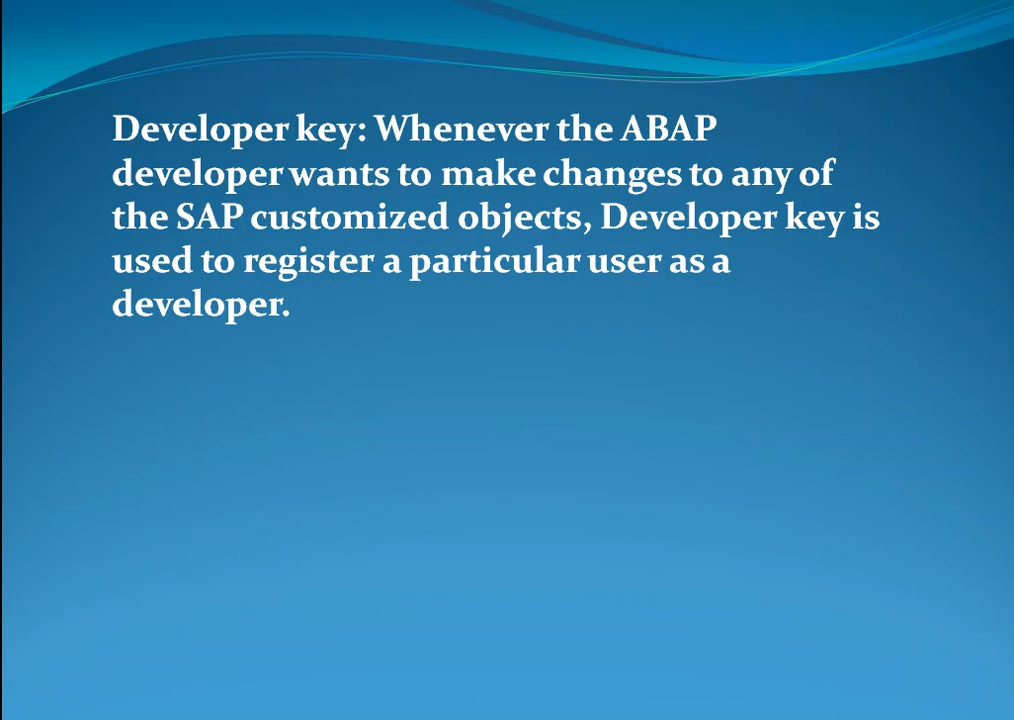 Developer key: Whenever the ABAP
developer wants to make changes to any of
the SAP customized objects, Developer key is
used to register a particular user as a
developer.